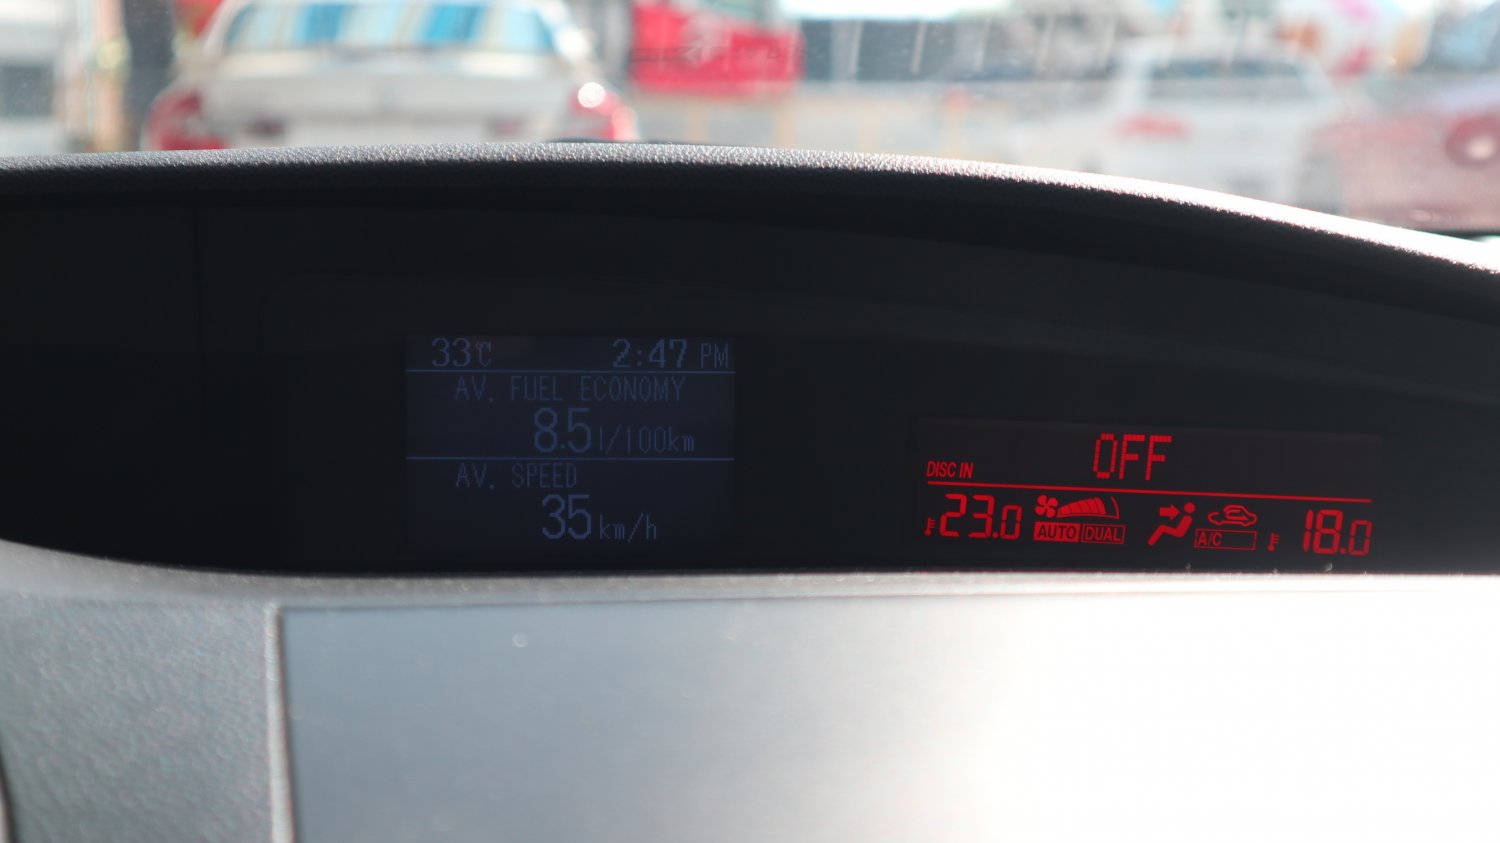 33℃ 2:47 PM
AV. FUEL ECONOMY
8.5 l/100km
AV. SPEED
35 km/h
OFF
DISC IN
23.0 AUTO DUAL A/C 18.0